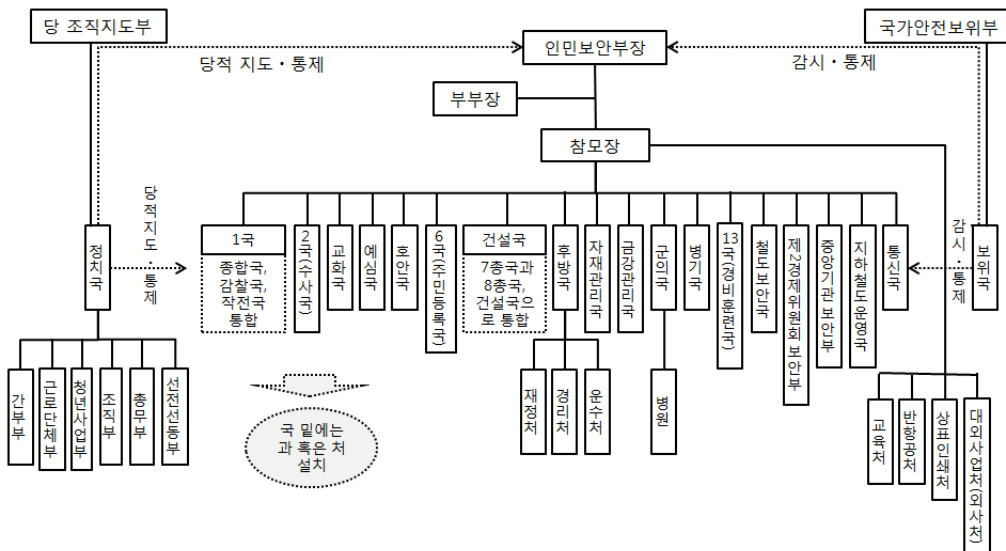 당 조직지도부
인민보안부장
국가안전보위부
당적 지도・통제
감시・통제
부부장
참모장
당적지도・통제
정치국
1국
종합국,
감찰국,
작전국
통합
2국(수사국)
교화국
예심국
호안국
6국(주민등록국)
건설국
7총국과
8총국,
건설국으
로 통합
후방국
자재관리국
금강관리국
군의국
병기국
13국(경비훈련국)
철도보안국
제2경제위원회 보안부
중앙기관 보안부
지하철도운영국
통신국
감시・통제
보위국
간부부
근로단체부
청년사업부
조직부
총무부
선전선동부
국 밑에는
과 혹은 처
설치
재정처
경리처
운수처
병원
교육처
반항공처
상표인쇄처
대외사업처(외사처)